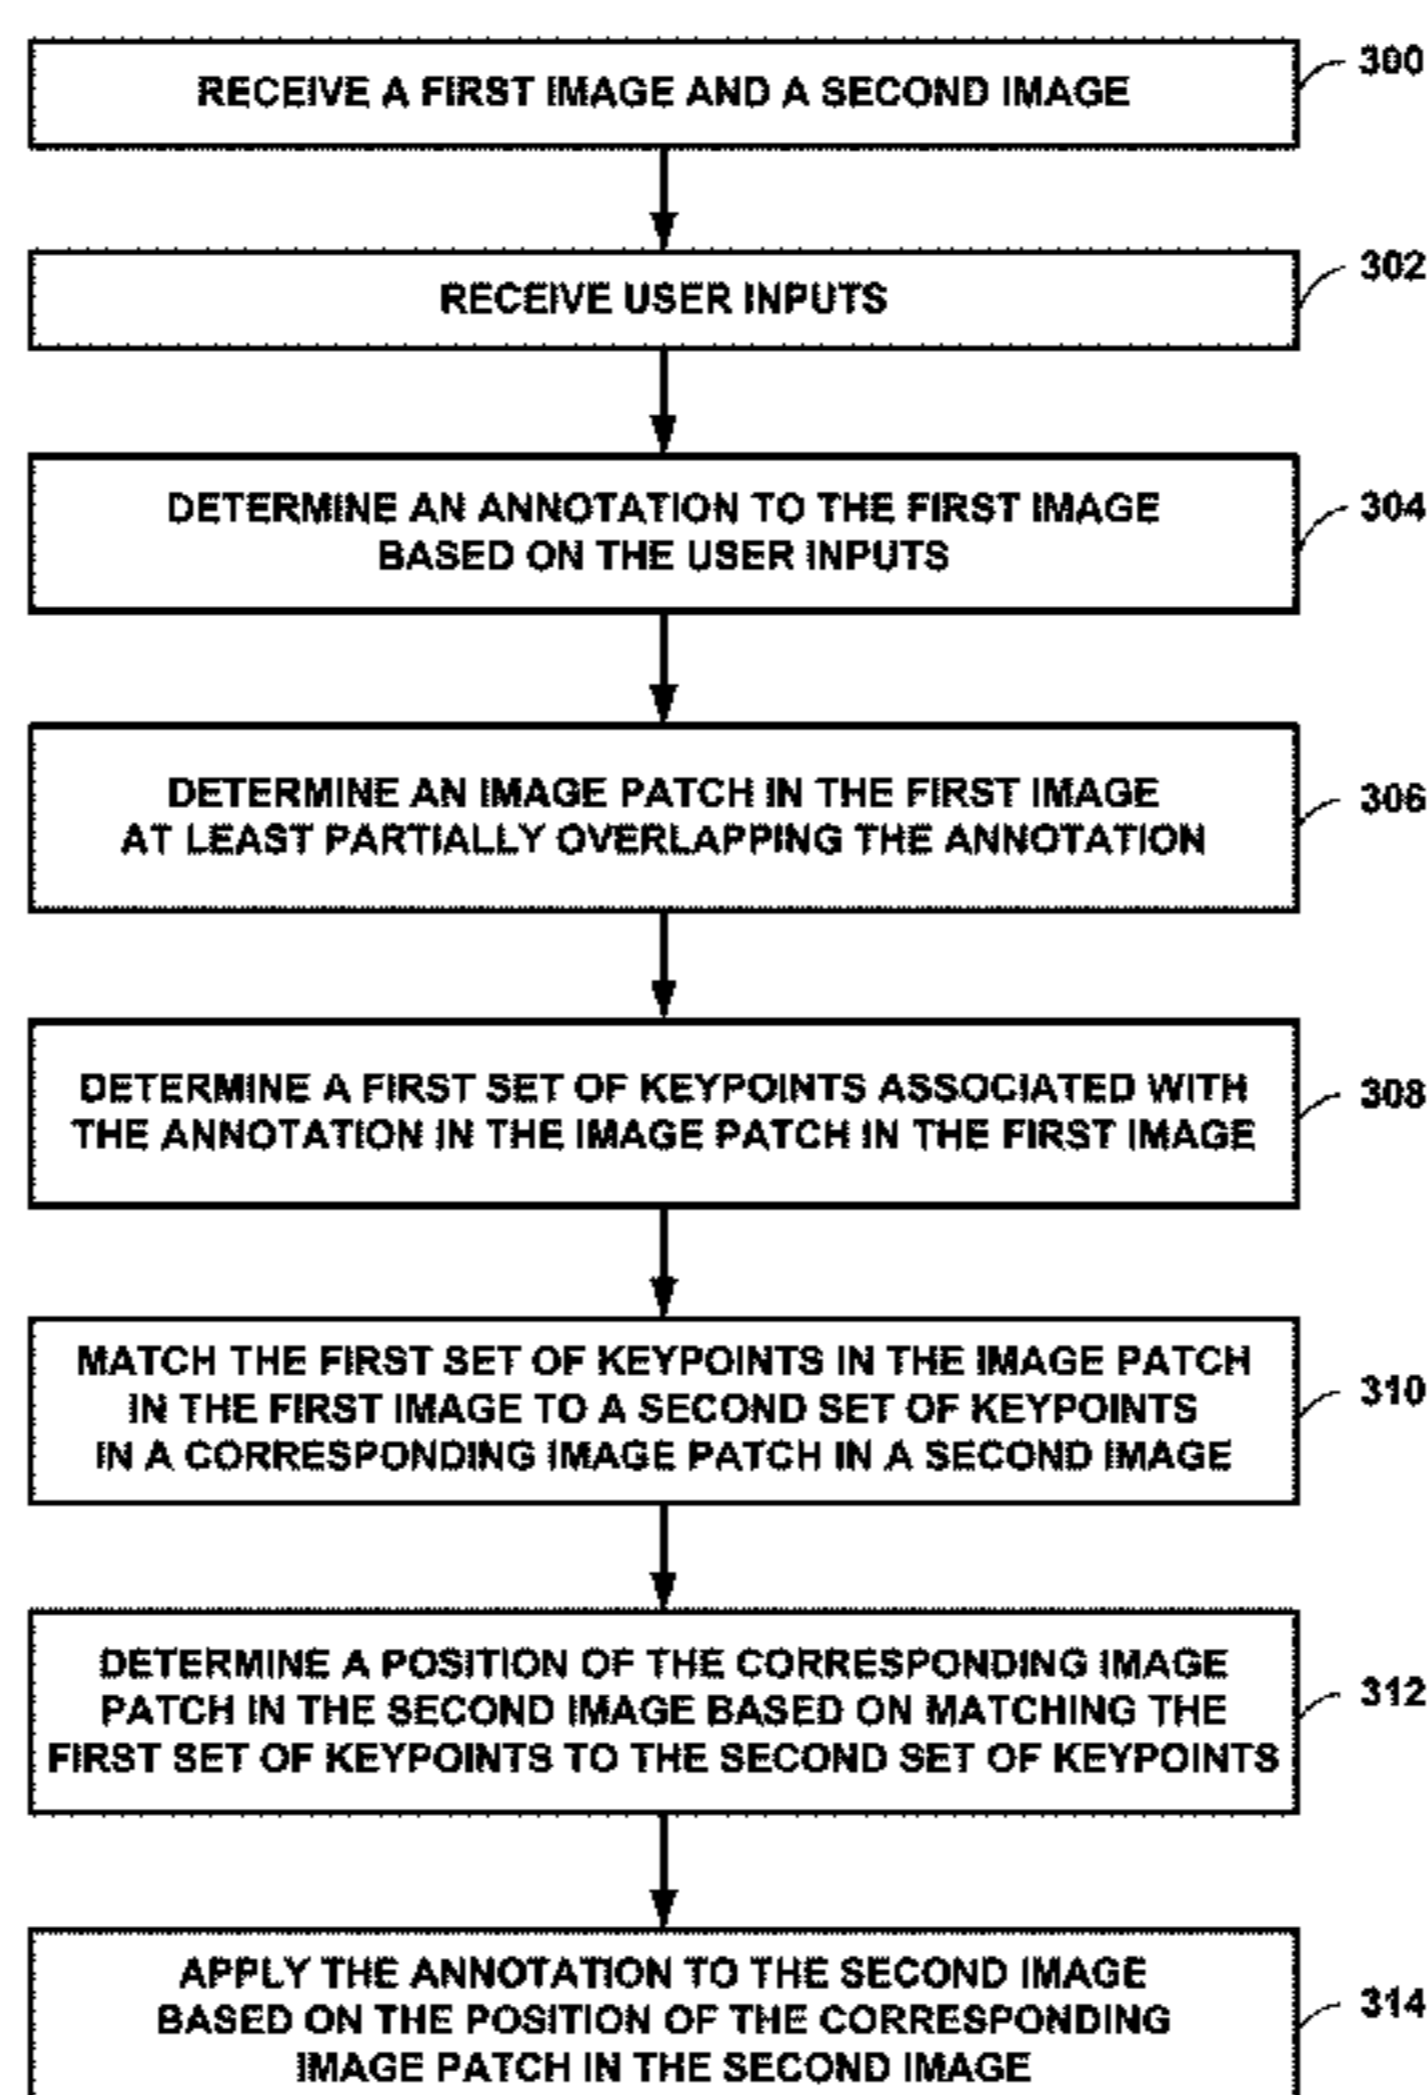 RECEIVE A FIRST IMAGE AND A SECOND IMAGE
300
RECEIVE USER INPUTS
302
DETERMINE AN ANNOTATION TO THE FIRST IMAGE
BASED ON THE USER INPUTS
304
DETERMINE AN IMAGE PATCH IN THE FIRST IMAGE
AT LEAST PARTIALLY OVERLAPPING THE ANNOTATION
306
DETERMINE A FIRST SET OF KEYPOINTS ASSOCIATED WITH
THE ANNOTATION IN THE IMAGE PATCH IN THE FIRST IMAGE
308
MATCH THE FIRST SET OF KEYPOINTS IN THE IMAGE PATCH
IN THE FIRST IMAGE TO A SECOND SET OF KEYPOINTS
IN A CORRESPONDING IMAGE PATCH IN A SECOND IMAGE
310
DETERMINE A POSITION OF THE CORRESPONDING IMAGE
PATCH IN THE SECOND IMAGE BASED ON MATCHING THE
FIRST SET OF KEYPOINTS TO THE SECOND SET OF KEYPOINTS
312
APPLY THE ANNOTATION TO THE SECOND IMAGE
BASED ON THE POSITION OF THE CORRESPONDING
IMAGE PATCH IN THE SECOND IMAGE
314